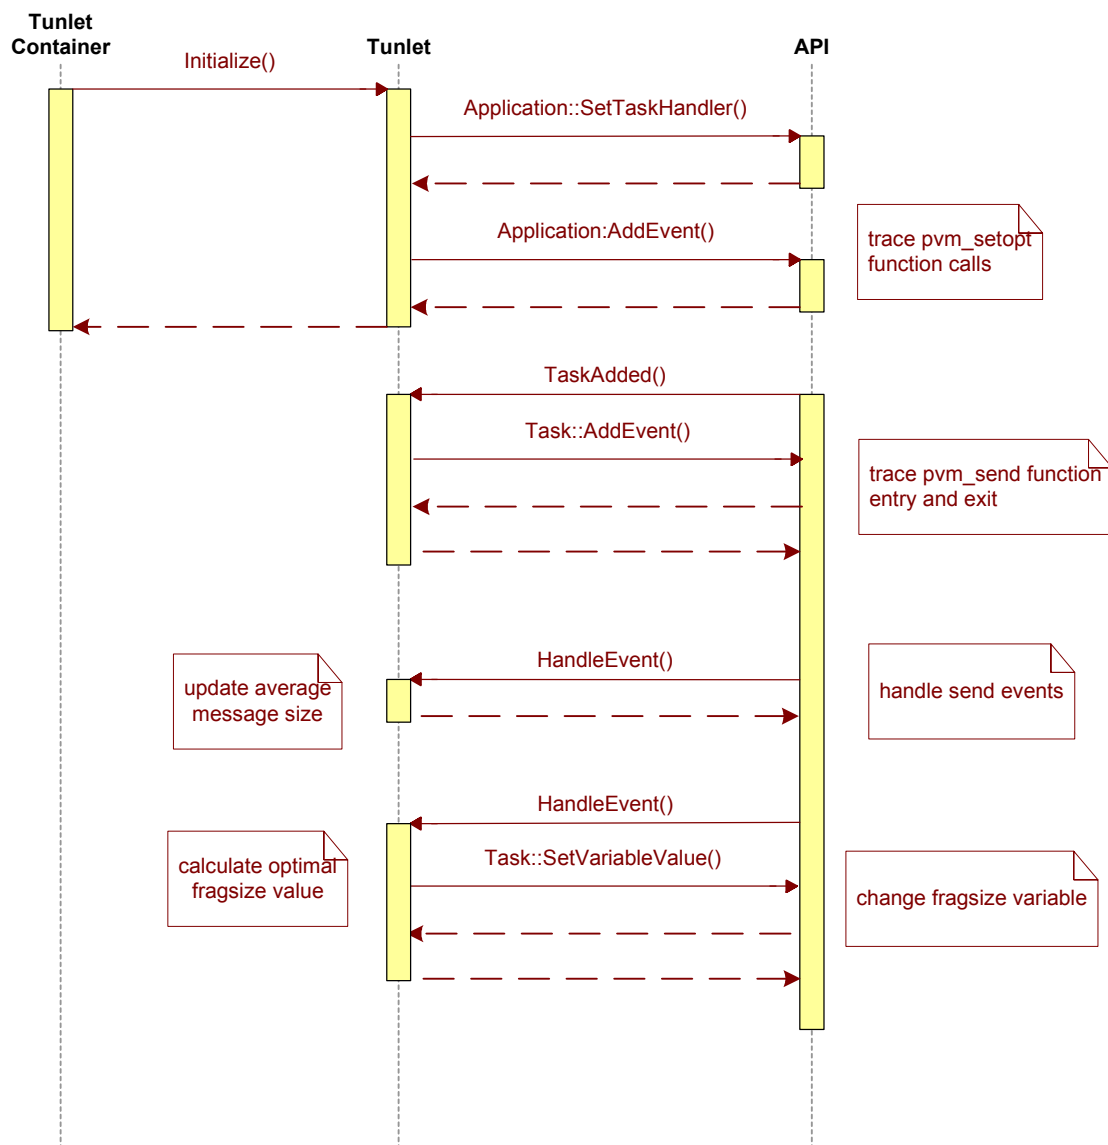 Tunlet
Container
Tunlet
API
Initialize()
Application::SetTaskHandler()
Application:AddEvent()
trace pvm_setopt
function calls
TaskAdded()
Task::AddEvent()
trace pvm_send function
entry and exit
HandleEvent()
update average
message size
handle send events
HandleEvent()
calculate optimal
fragsize value
Task::SetVariableValue()
change fragsize variable